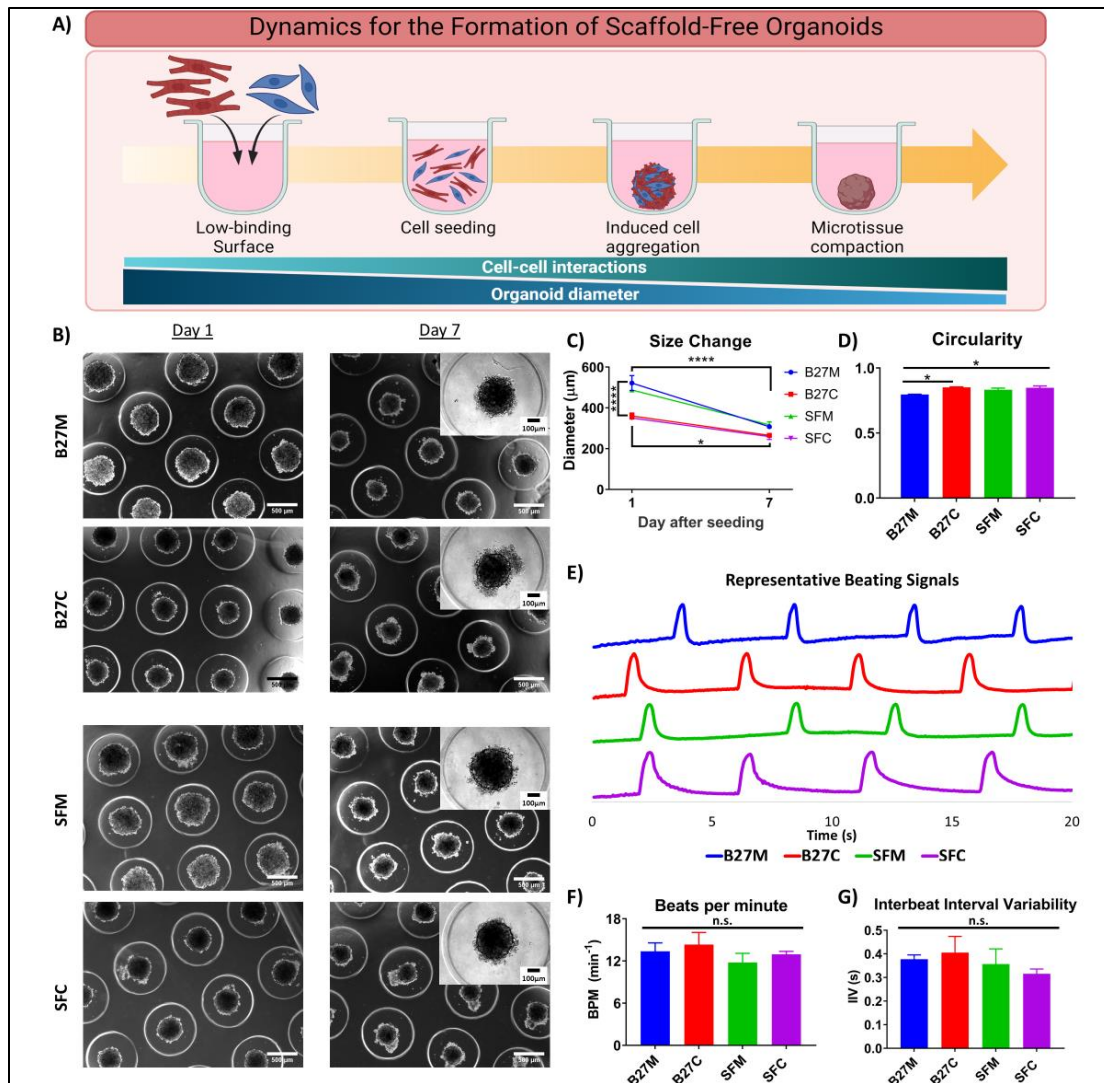 A)
Dynamics for the Formation of Scaffold-Free Organoids
Low-binding
Surface
Cell seeding
Induced cell
aggregation
Microtissue
compaction
Cell-cell interactions
Organoid diameter
B)
Day 1
Day 7
B27M
500 µm
100µm
500 µm
B27C
500 µm
100µm
500 µm
SFM
500 µm
100µm
500 µm
SFC
500 µm
100µm
500 µm
C)
Size Change
Diameter (µm)
600
400
200
0
****
****
*
1
7
Day after seeding
B27M
B27C
SFM
SFC
D)
Circularity
1.0
0.5
0.0
*
*
B27M
B27C
SFM
SFC
E)
Representative Beating Signals
0
5
10
15
20
Time (s)
B27M
B27C
SFM
SFC
F)
Beats per minute
n.s.
BPM (min⁻¹)
18
12
6
0
B27M
B27C
SFM
SFC
G)
Interbeat Interval Variability
n.s.
IIV (s)
0.5
0.4
0.3
0.2
0.1
0.0
B27M
B27C
SFM
SFC